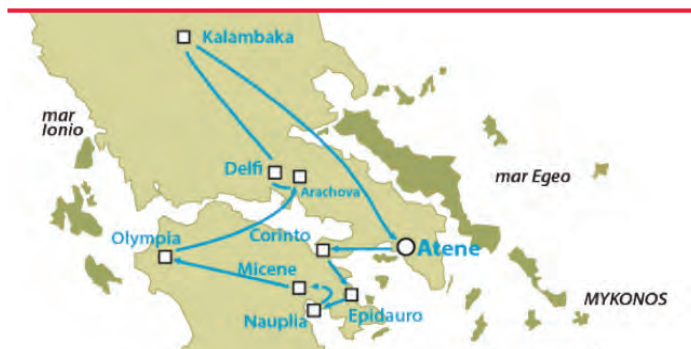 Kalambaka
mar
Ionio
Delfi
Arachova
mar Egeo
Olympia
Corinto
Atene
Micene
MYKONOS
Nauplia
Epidauro